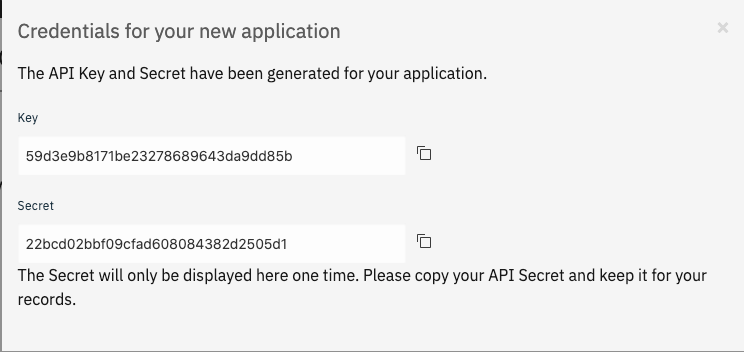 Credentials for your new application
The API Key and Secret have been generated for your application.
Key
59d3e9b8171be23278689643da9dd85b
Secret
22bcd02bbf09cfad608084382d2505d1
The Secret will only be displayed here one time. Please copy your API Secret and keep it for your
records.